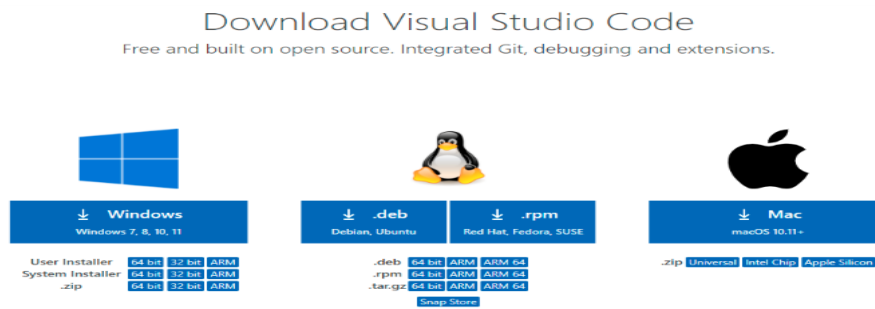 Download Visual Studio Code
Free and built on open source. Integrated Git, debugging and extensions.
Windows
Windows 7, 8, 10, 11
User Installer 64 bit 32 bit ARM
System Installer 64 bit 32 bit ARM
.zip 64 bit 32 bit ARM
.deb
Debian, Ubuntu
.rpm
Red Hat, Fedora, SUSE
.deb 64 bit ARM ARM 64
.rpm 64 bit ARM ARM 64
.tar.gz 64 bit ARM ARM 64
Snap Store
Mac
macOS 10.11+
.zip Universal Intel Chip Apple Silicon